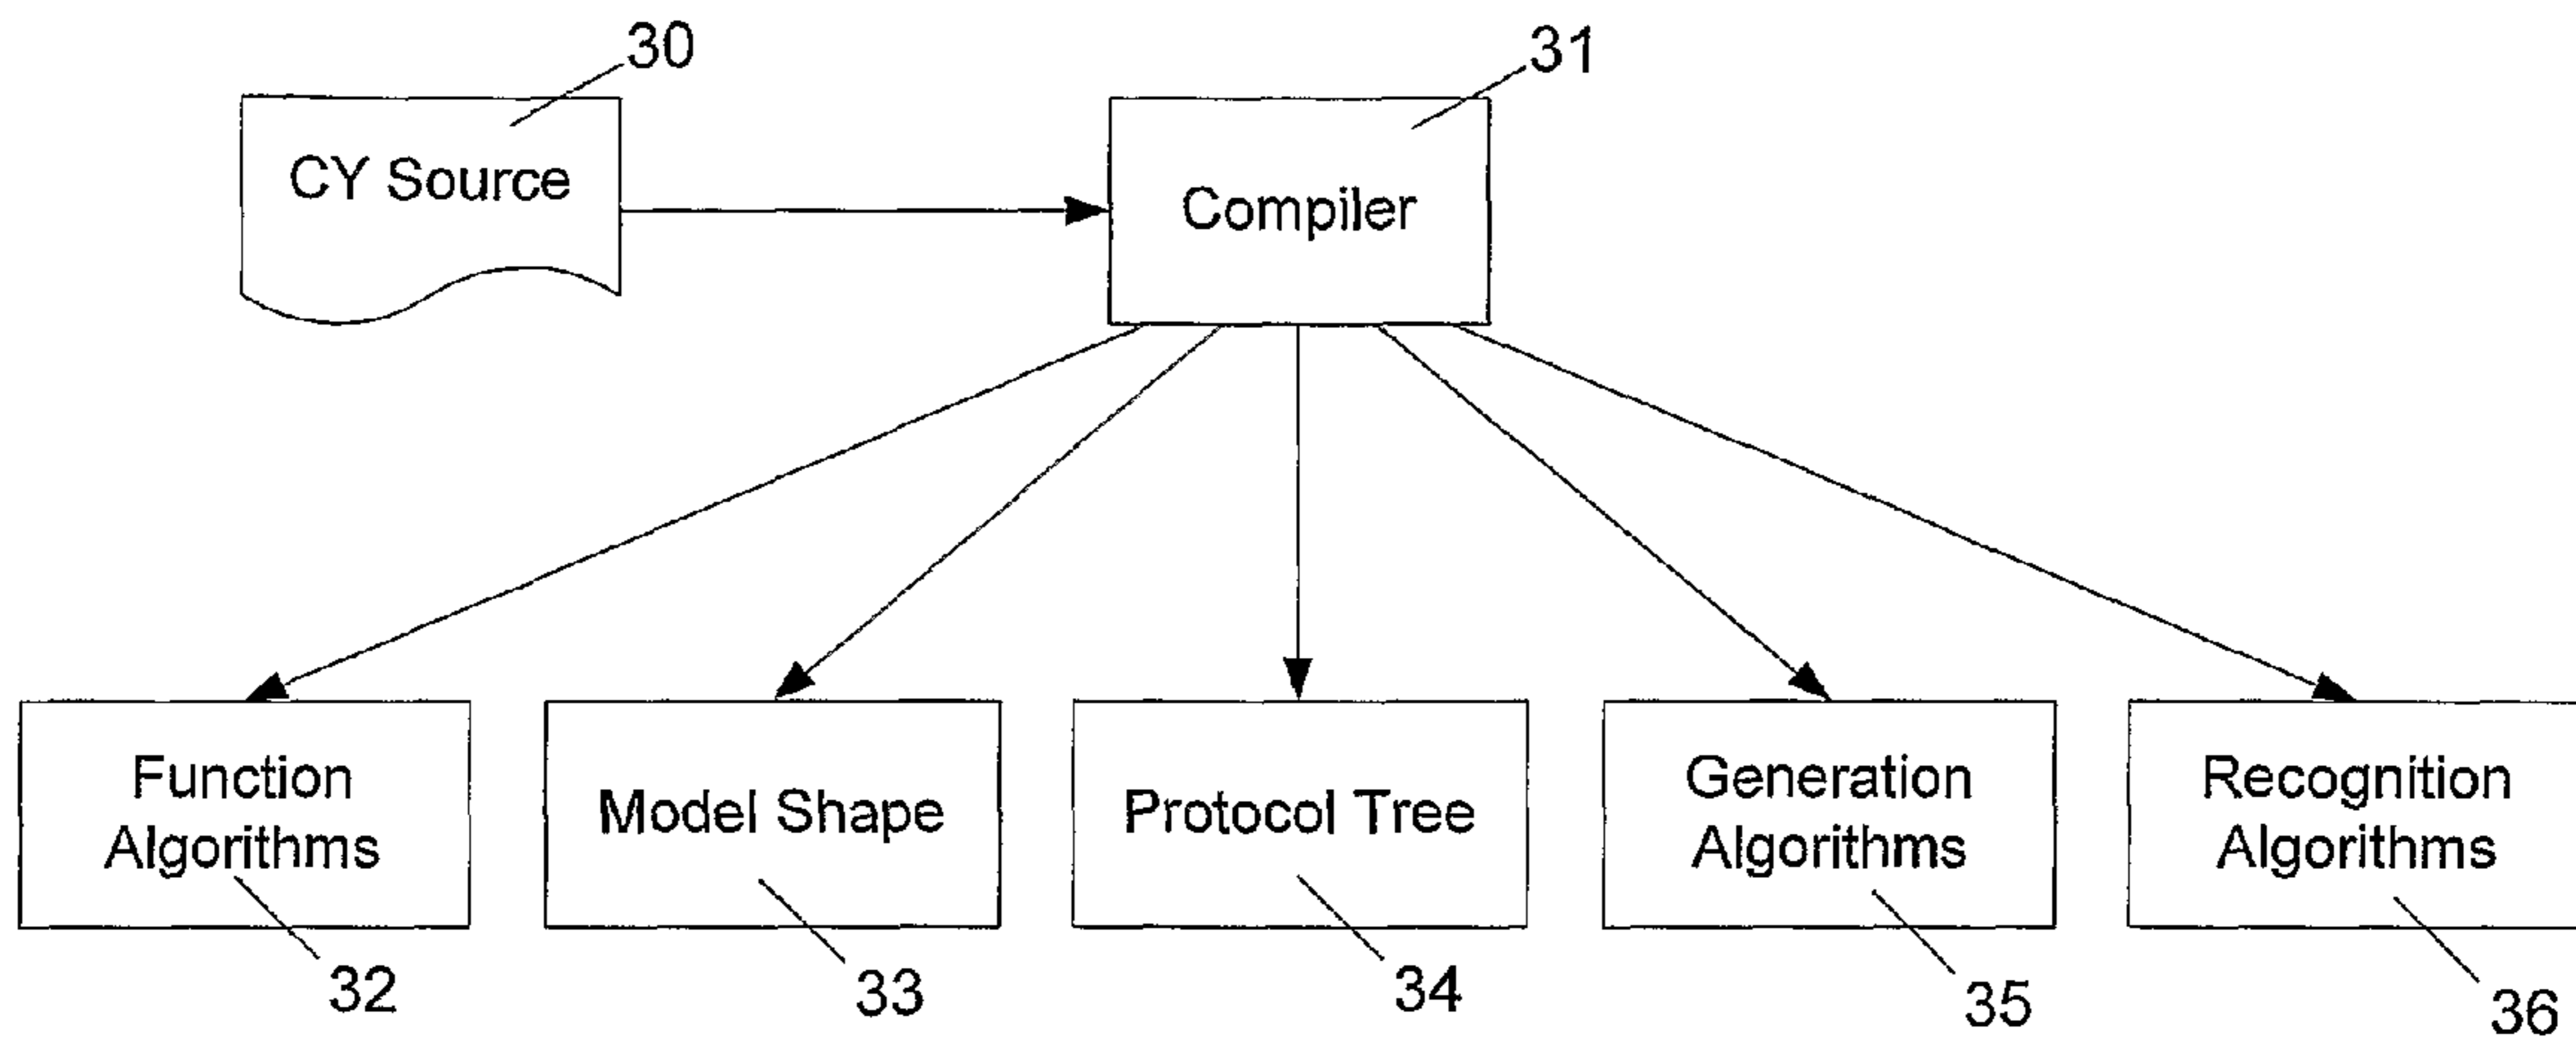 30
31
CY Source
Compiler
Function
Algorithms
Model Shape
Protocol Tree
Generation
Algorithms
Recognition
Algorithms
32
33
34
35
36